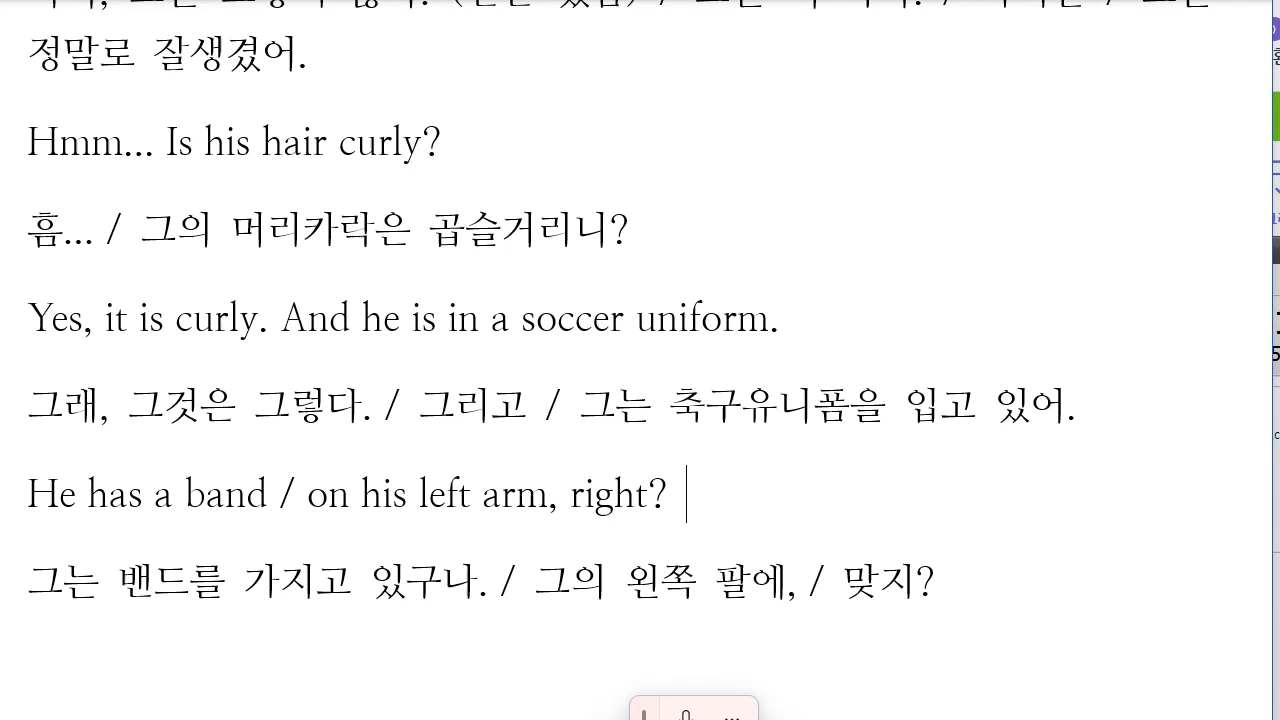 정말로 잘생겼어.
Hmm... Is his hair curly?
흠... / 그의 머리카락은 곱슬거리니?
Yes, it is curly. And he is in a soccer uniform.
그래, 그것은 그렇다. / 그리고 / 그는 축구유니폼을 입고 있어.
He has a band / on his left arm, right?
그는 밴드를 가지고 있구나. / 그의 왼쪽 팔에, / 맞지?